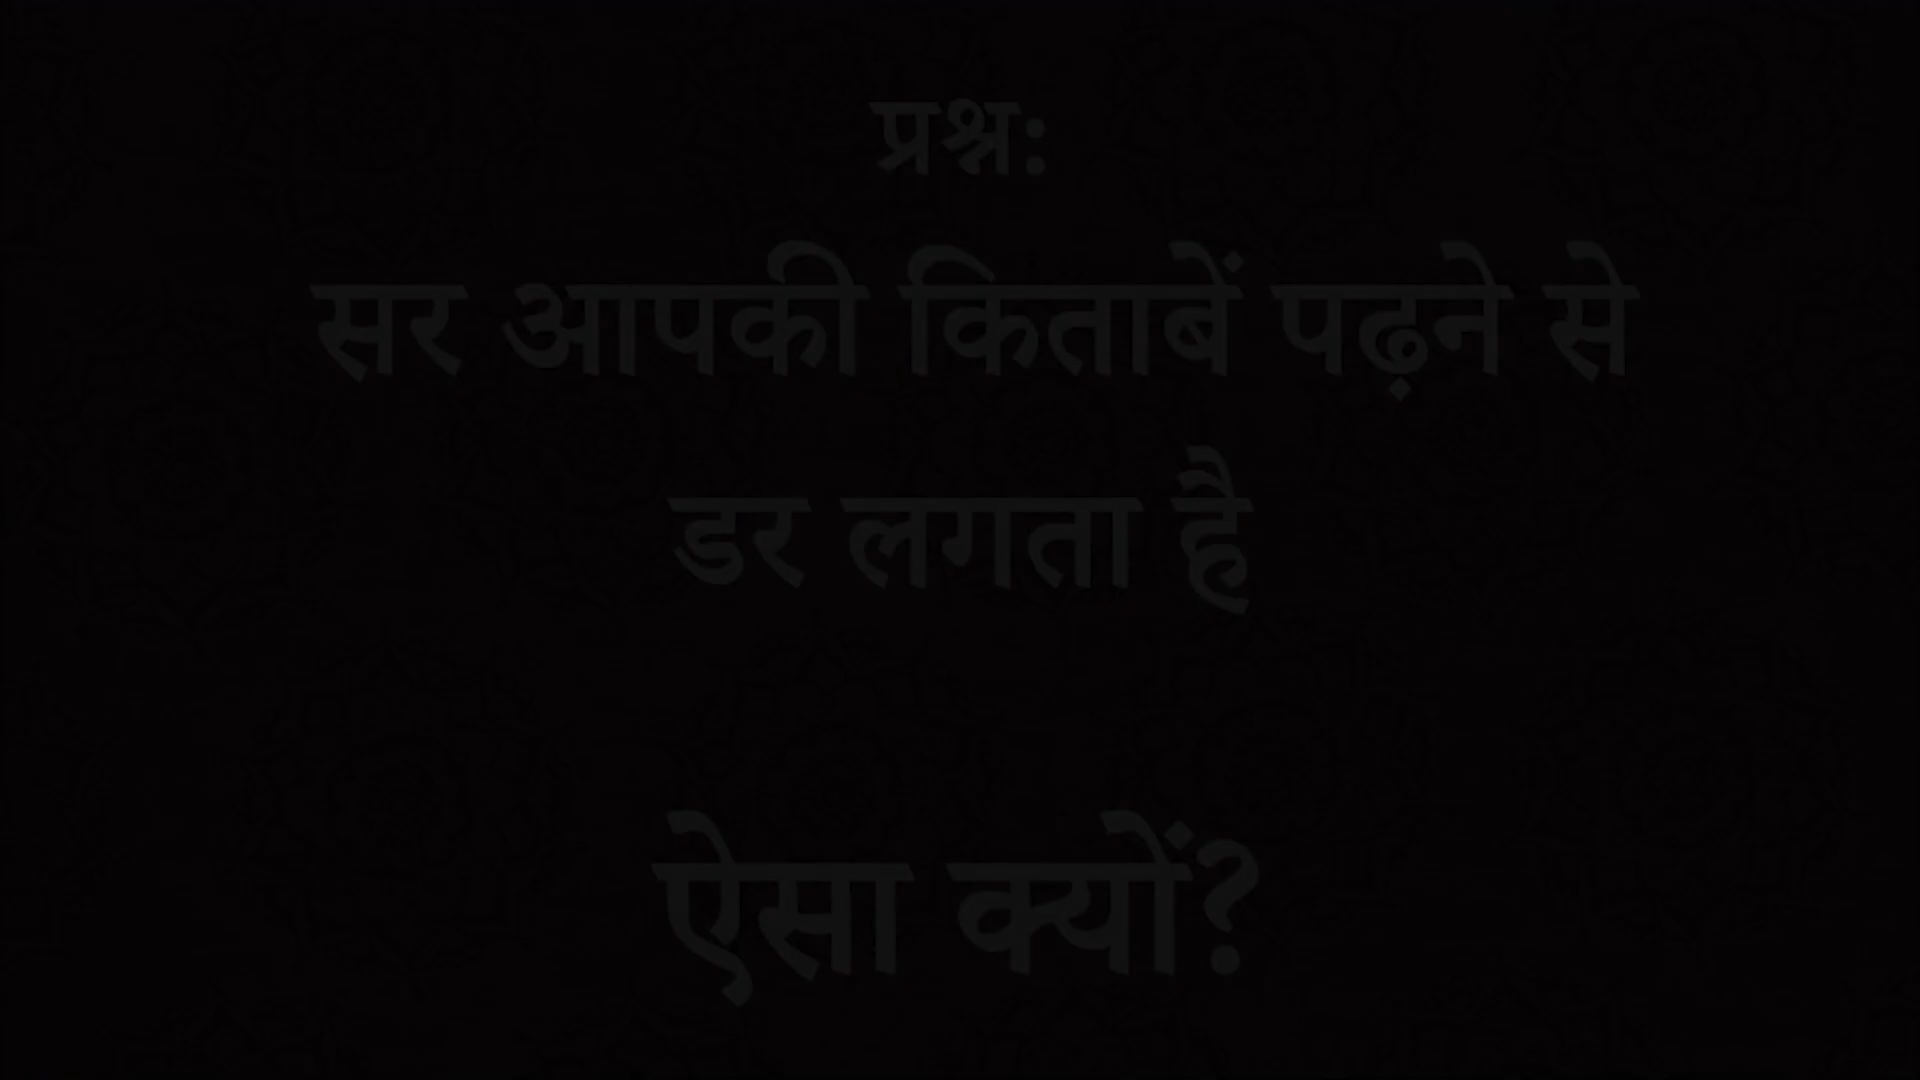 प्रश्न:
सर आपकी किताबें पढ़ने से
डर लगता है
ऐसा क्यों?